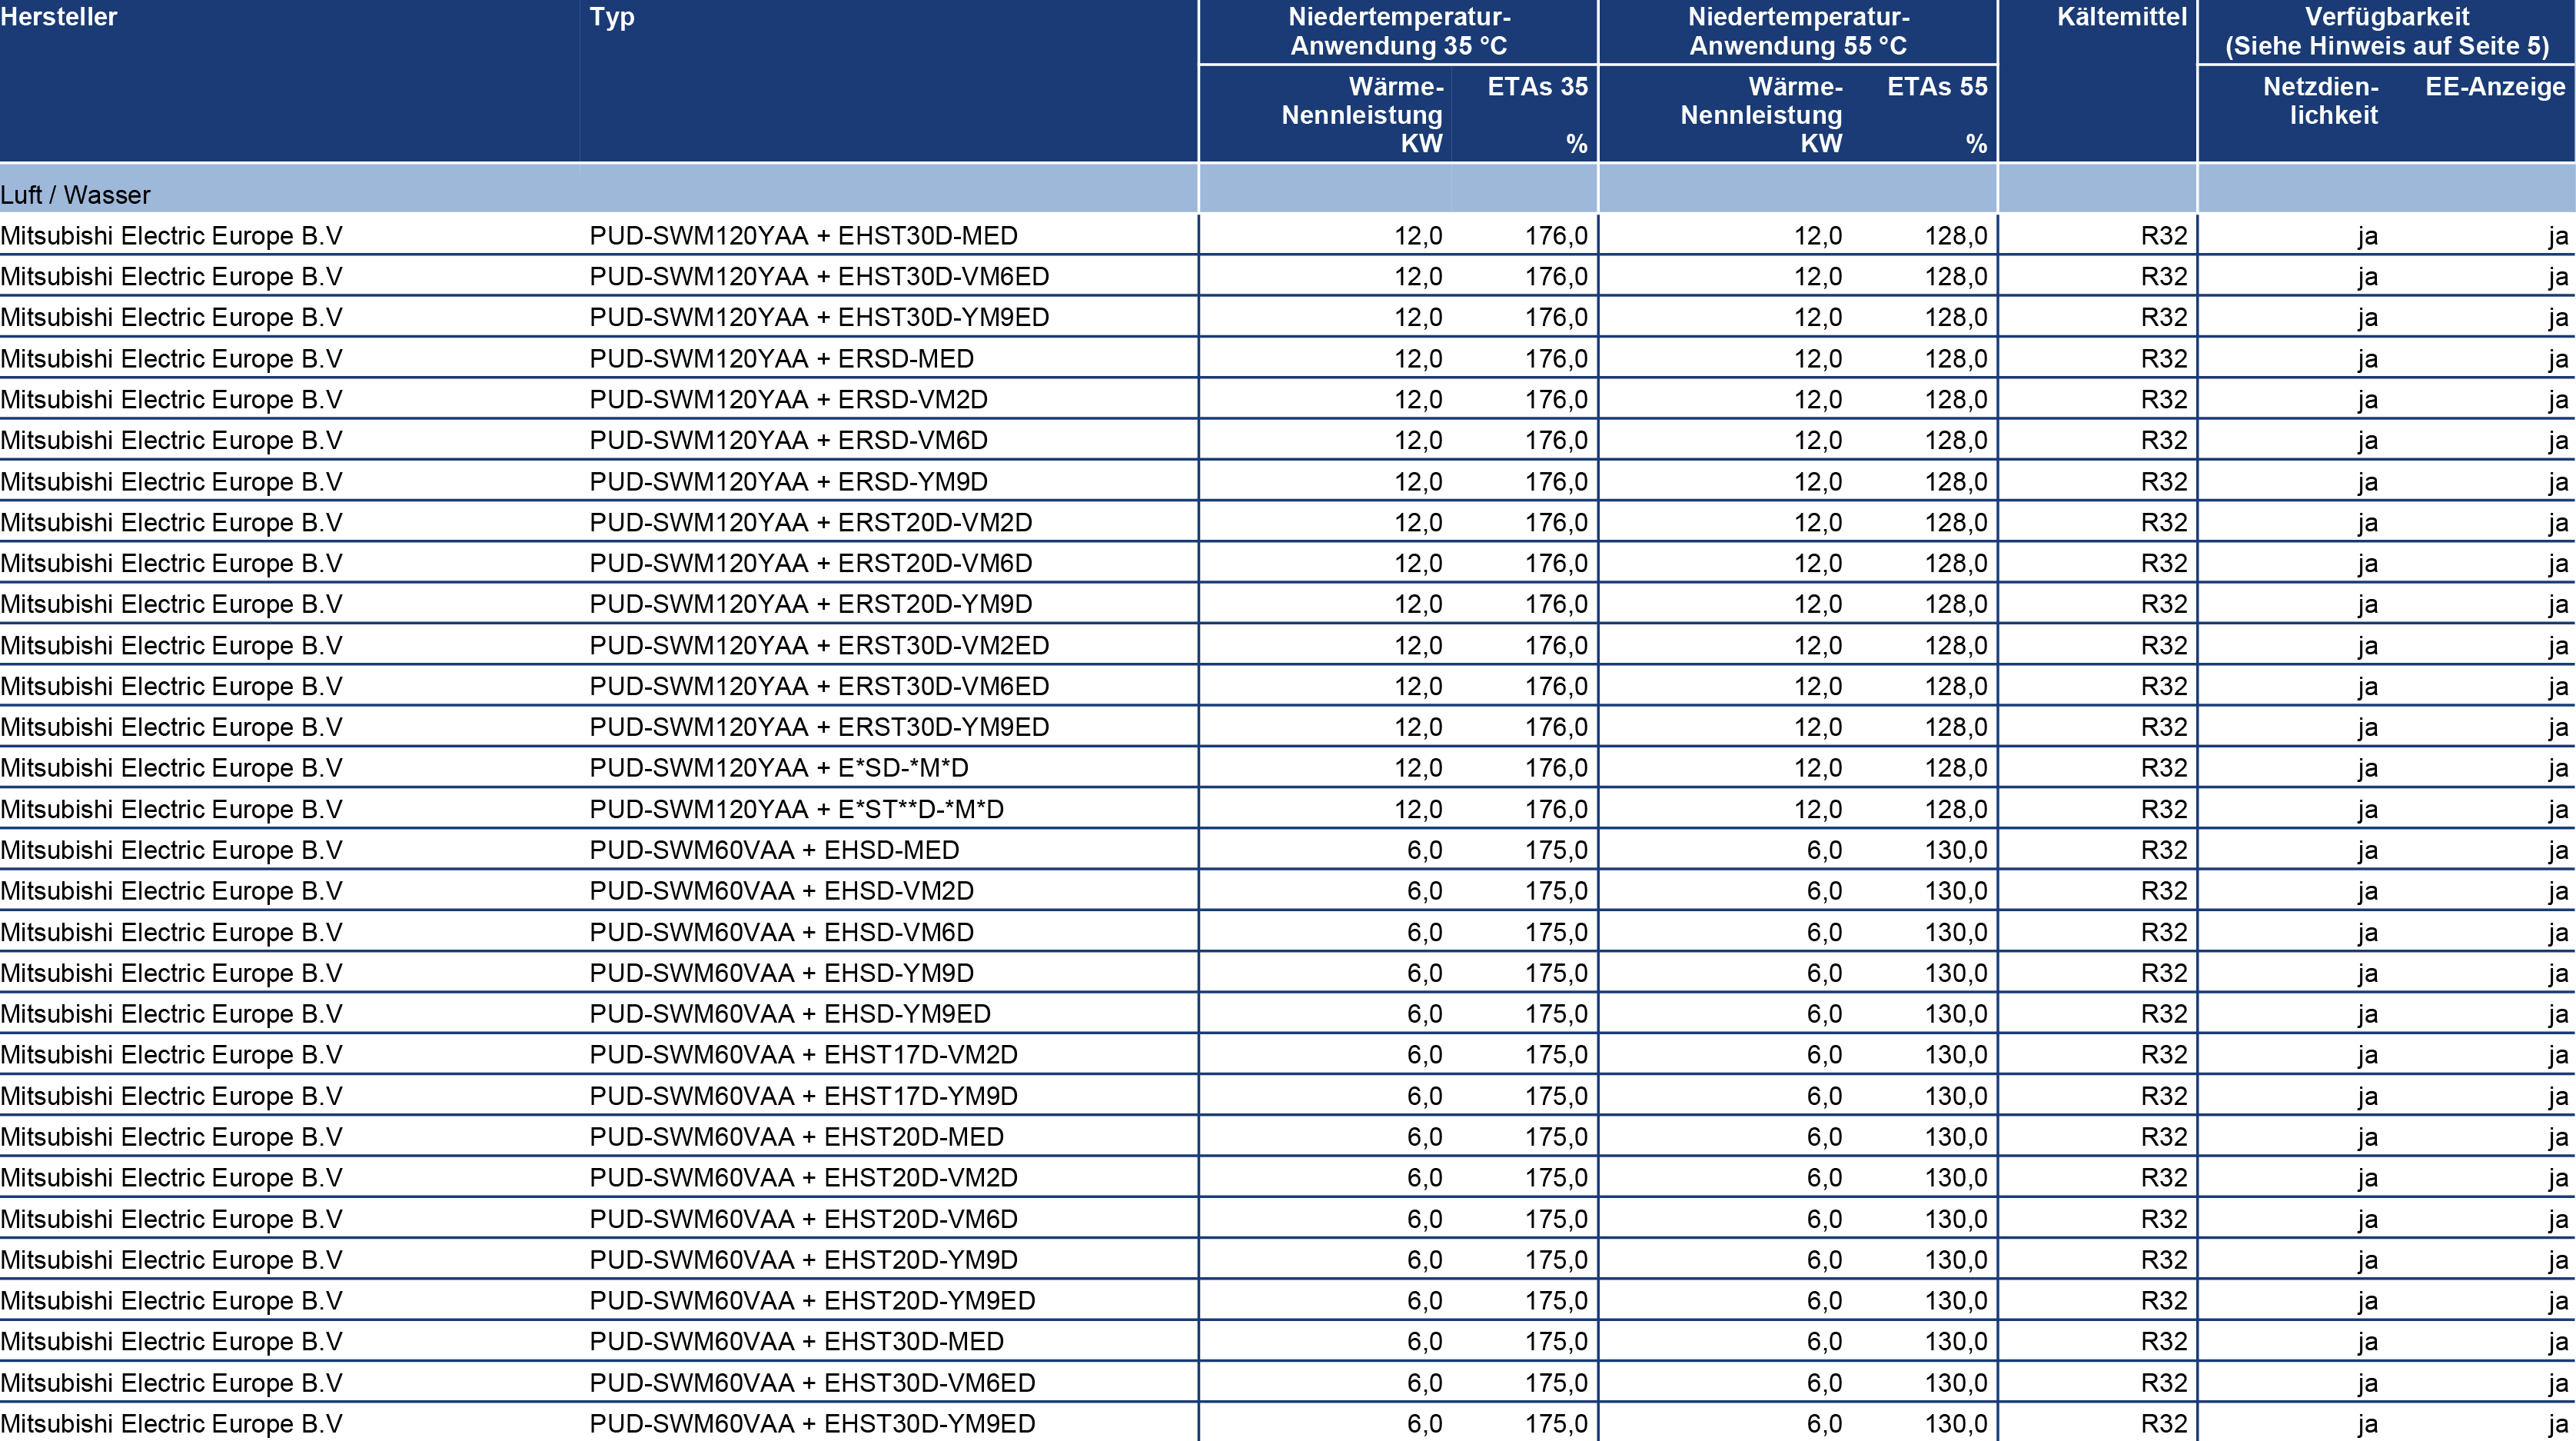 Hersteller Typ Niedertemperatur- Niedertemperatur- Kältemittel Verfügbarkeit
Anwendung 35 °C Anwendung 55 °C (Siehe Hinweis auf Seite 5)
Wärme- ETAs 35 Wärme- ETAs 55 Netzdien- EE-Anzeige
Nennleistung Nennleistung lichkeit
KW % KW %
Luft / Wasser
Mitsubishi Electric Europe B.V PUD-SWM120YAA + EHST30D-MED 12,0 176,0 12,0 128,0 R32 ja ja
Mitsubishi Electric Europe B.V PUD-SWM120YAA + EHST30D-VM6ED 12,0 176,0 12,0 128,0 R32 ja ja
Mitsubishi Electric Europe B.V PUD-SWM120YAA + EHST30D-YM9ED 12,0 176,0 12,0 128,0 R32 ja ja
Mitsubishi Electric Europe B.V PUD-SWM120YAA + ERSD-MED 12,0 176,0 12,0 128,0 R32 ja ja
Mitsubishi Electric Europe B.V PUD-SWM120YAA + ERSD-VM2D 12,0 176,0 12,0 128,0 R32 ja ja
Mitsubishi Electric Europe B.V PUD-SWM120YAA + ERSD-VM6D 12,0 176,0 12,0 128,0 R32 ja ja
Mitsubishi Electric Europe B.V PUD-SWM120YAA + ERSD-YM9D 12,0 176,0 12,0 128,0 R32 ja ja
Mitsubishi Electric Europe B.V PUD-SWM120YAA + ERST20D-VM2D 12,0 176,0 12,0 128,0 R32 ja ja
Mitsubishi Electric Europe B.V PUD-SWM120YAA + ERST20D-VM6D 12,0 176,0 12,0 128,0 R32 ja ja
Mitsubishi Electric Europe B.V PUD-SWM120YAA + ERST20D-YM9D 12,0 176,0 12,0 128,0 R32 ja ja
Mitsubishi Electric Europe B.V PUD-SWM120YAA + ERST30D-VM2ED 12,0 176,0 12,0 128,0 R32 ja ja
Mitsubishi Electric Europe B.V PUD-SWM120YAA + ERST30D-VM6ED 12,0 176,0 12,0 128,0 R32 ja ja
Mitsubishi Electric Europe B.V PUD-SWM120YAA + ERST30D-YM9ED 12,0 176,0 12,0 128,0 R32 ja ja
Mitsubishi Electric Europe B.V PUD-SWM120YAA + E*SD-*M*D 12,0 176,0 12,0 128,0 R32 ja ja
Mitsubishi Electric Europe B.V PUD-SWM120YAA + E*ST**D-*M*D 12,0 176,0 12,0 128,0 R32 ja ja
Mitsubishi Electric Europe B.V PUD-SWM60VAA + EHSD-MED 6,0 175,0 6,0 130,0 R32 ja ja
Mitsubishi Electric Europe B.V PUD-SWM60VAA + EHSD-VM2D 6,0 175,0 6,0 130,0 R32 ja ja
Mitsubishi Electric Europe B.V PUD-SWM60VAA + EHSD-VM6D 6,0 175,0 6,0 130,0 R32 ja ja
Mitsubishi Electric Europe B.V PUD-SWM60VAA + EHSD-YM9D 6,0 175,0 6,0 130,0 R32 ja ja
Mitsubishi Electric Europe B.V PUD-SWM60VAA + EHSD-YM9ED 6,0 175,0 6,0 130,0 R32 ja ja
Mitsubishi Electric Europe B.V PUD-SWM60VAA + EHST17D-VM2D 6,0 175,0 6,0 130,0 R32 ja ja
Mitsubishi Electric Europe B.V PUD-SWM60VAA + EHST17D-YM9D 6,0 175,0 6,0 130,0 R32 ja ja
Mitsubishi Electric Europe B.V PUD-SWM60VAA + EHST20D-MED 6,0 175,0 6,0 130,0 R32 ja ja
Mitsubishi Electric Europe B.V PUD-SWM60VAA + EHST20D-VM2D 6,0 175,0 6,0 130,0 R32 ja ja
Mitsubishi Electric Europe B.V PUD-SWM60VAA + EHST20D-VM6D 6,0 175,0 6,0 130,0 R32 ja ja
Mitsubishi Electric Europe B.V PUD-SWM60VAA + EHST20D-YM9D 6,0 175,0 6,0 130,0 R32 ja ja
Mitsubishi Electric Europe B.V PUD-SWM60VAA + EHST20D-YM9ED 6,0 175,0 6,0 130,0 R32 ja ja
Mitsubishi Electric Europe B.V PUD-SWM60VAA + EHST30D-MED 6,0 175,0 6,0 130,0 R32 ja ja
Mitsubishi Electric Europe B.V PUD-SWM60VAA + EHST30D-VM6ED 6,0 175,0 6,0 130,0 R32 ja ja
Mitsubishi Electric Europe B.V PUD-SWM60VAA + EHST30D-YM9ED 6,0 175,0 6,0 130,0 R32 ja ja